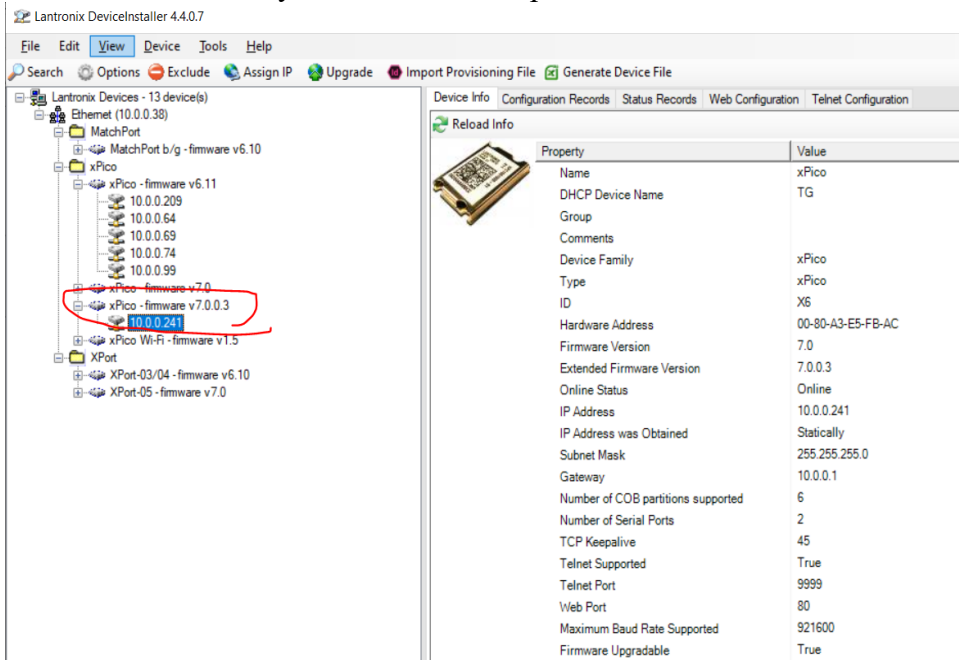 Lantronix DeviceInstaller 4.4.0.7
File Edit View Device Tools Help
Search Options Exclude Assign IP Upgrade Import Provisioning File Generate Device File
Lantronix Devices - 13 device(s)
Ethernet (10.0.0.38)
MatchPort
MatchPort b/g - firmware v6.10
xPico
xPico - firmware v6.11
10.0.0.209
10.0.0.64
10.0.0.69
10.0.0.74
10.0.0.99
xPico - firmware v7.0
xPico - firmware v7.0.0.3
10.0.0.241
xPico Wi-Fi - firmware v1.5
XPort
XPort-03/04 - firmware v6.10
XPort-05 - firmware v7.0
Device Info Configuration Records Status Records Web Configuration Telnet Configuration
Reload Info
Property Value
Name xPico
DHCP Device Name TG
Group
Comments
Device Family xPico
Type xPico
ID X6
Hardware Address 00-80-A3-E5-FB-AC
Firmware Version 7.0
Extended Firmware Version 7.0.0.3
Online Status Online
IP Address 10.0.0.241
IP Address was Obtained Statically
Subnet Mask 255.255.255.0
Gateway 10.0.0.1
Number of COB partitions supported 6
Number of Serial Ports 2
TCP Keepalive 45
Telnet Supported True
Telnet Port 9999
Web Port 80
Maximum Baud Rate Supported 921600
Firmware Upgradable True